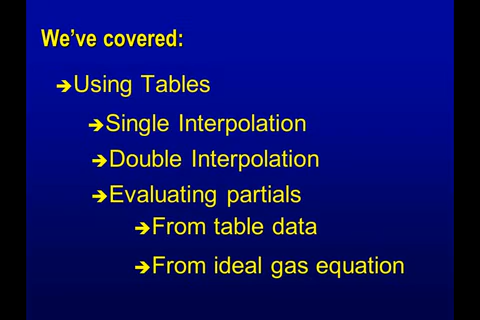 We've covered:
➔Using Tables
➔Single Interpolation
➔Double Interpolation
➔Evaluating partials
➔From table data
➔From ideal gas equation